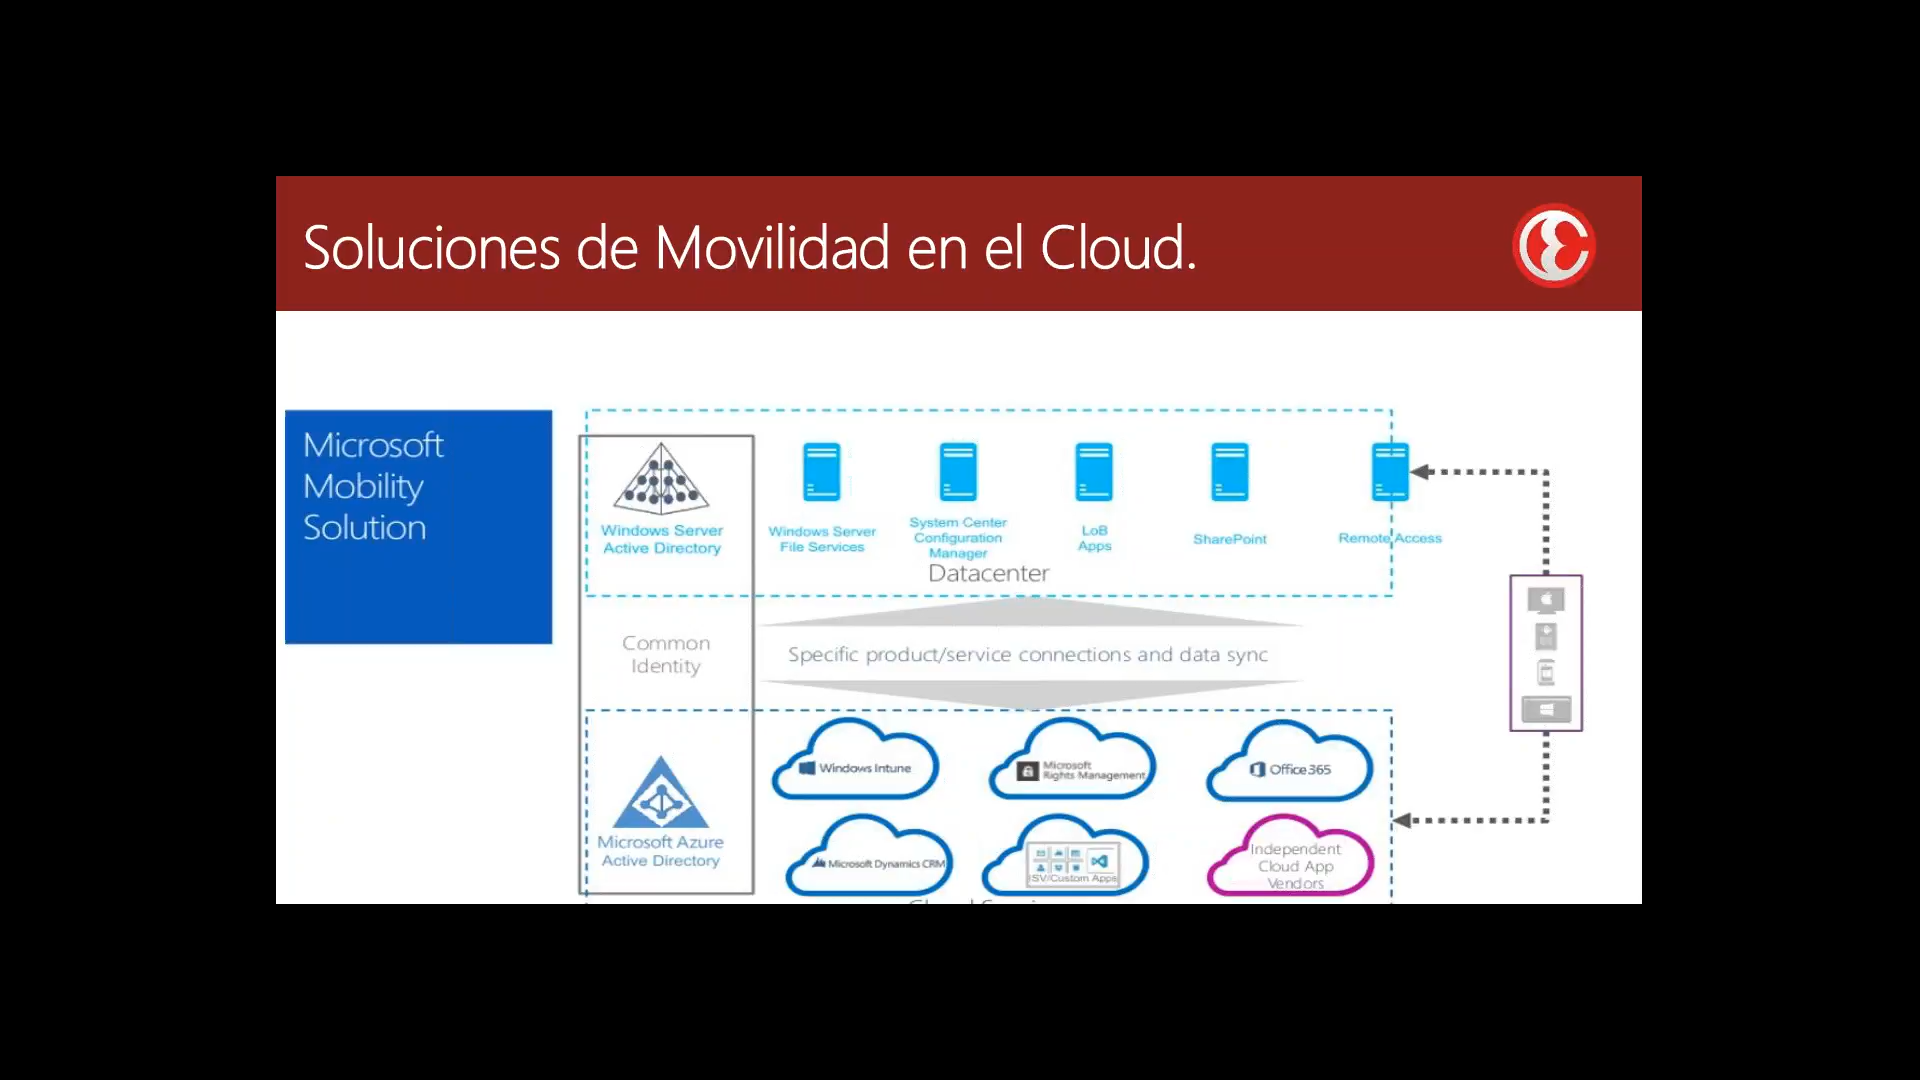 Soluciones de Movilidad en el Cloud.
Microsoft
Mobility
Solution
Windows Server
Active Directory
Windows Server
File Services
System Center
Configuration
Manager
LoB
Apps
SharePoint
Remote Access
Datacenter
Common
Identity
Specific product/service connections and data sync
Microsoft Azure
Active Directory
Windows Intune
Microsoft
Rights Management
Office 365
Microsoft Dynamics CRM
ISV/Custom Apps
Independent
Cloud App
Vendors